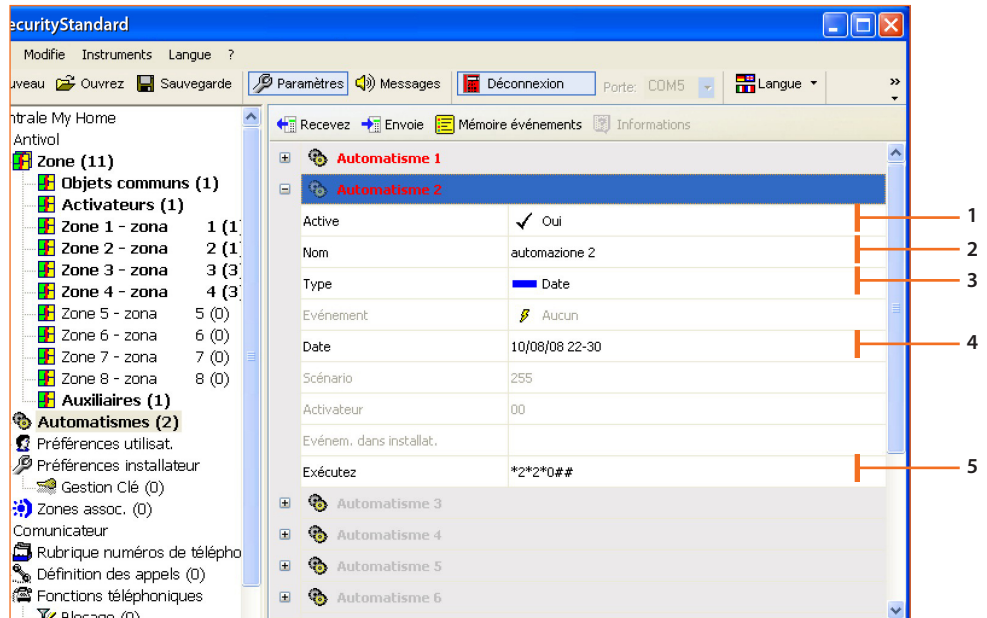 ecurityStandard
Modifie Instruments Langue ?
uveau Ouvrez Sauvegarde Paramètres Messages Déconnexion Porte: COM5 Langue »
ntrale My Home
Antivol
Zone (11)
Objets communs (1)
Activateurs (1)
Zone 1 - zona 1 (1)
Zone 2 - zona 2 (1)
Zone 3 - zona 3 (3)
Zone 4 - zona 4 (3)
Zone 5 - zona 5 (0)
Zone 6 - zona 6 (0)
Zone 7 - zona 7 (0)
Zone 8 - zona 8 (0)
Auxiliaires (1)
Automatismes (2)
Préférences utilisat.
Préférences installateur
Gestion Clé (0)
Zones assoc. (0)
Comunicateur
Rubrique numéros de télépho
Définition des appels (0)
Fonctions téléphoniques
Blocage (0)
Recevez Envoie Mémoire événements Informations
Automatisme 1
Automatisme 2
Active Oui 1
Nom automazione 2 2
Type Date 3
Evénement Aucun
Date 10/08/08 22-30 4
Scénario 255
Activateur 00
Evénem. dans installat.
Exécutez *2*2*0## 5
Automatisme 3
Automatisme 4
Automatisme 5
Automatisme 6